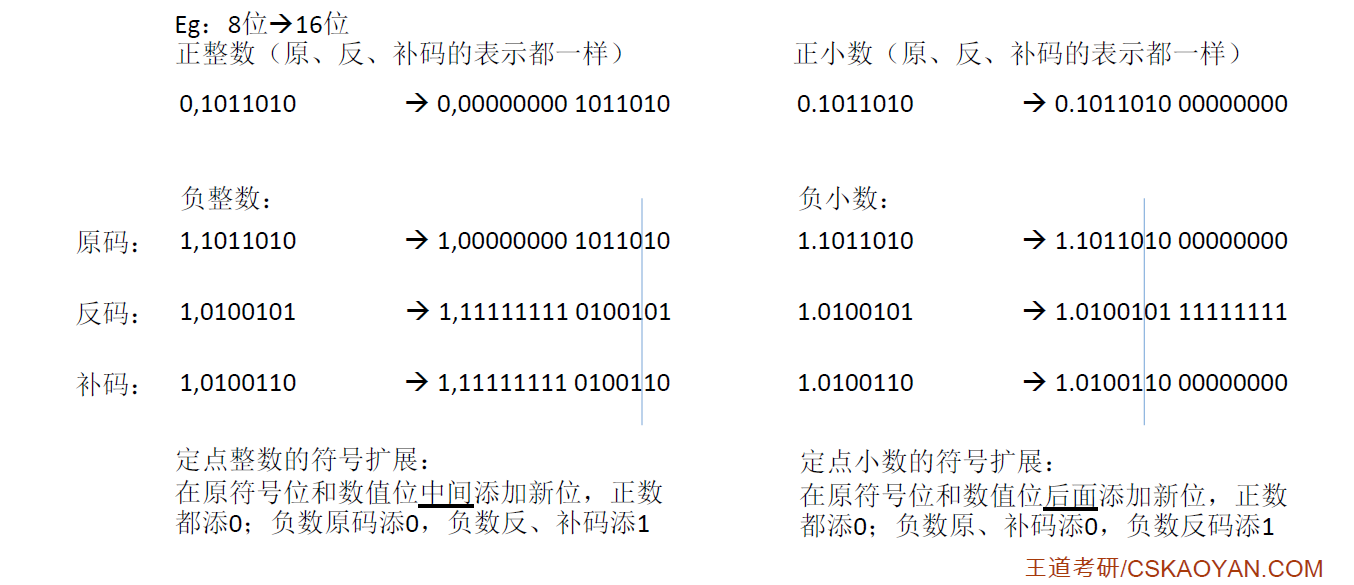 Eg：8位→16位
正整数（原、反、补码的表示都一样）
正小数（原、反、补码的表示都一样）
0,1011010 → 0,00000000 1011010
0.1011010 → 0.1011010 00000000
负整数：
负小数：
原码： 1,1011010 → 1,00000000 1011010
1.1011010 → 1.1011010 00000000
反码： 1,0100101 → 1,11111111 0100101
1.0100101 → 1.0100101 11111111
补码： 1,0100110 → 1,11111111 0100110
1.0100110 → 1.0100110 00000000
定点整数的符号扩展：
在原符号位和数值位中间添加新位，正数
都添0；负数原码添0，负数反、补码添1
定点小数的符号扩展：
在原符号位和数值位后面添加新位，正数
都添0；负数原、补码添0，负数反码添1
王道考研/CSKAOYAN.COM